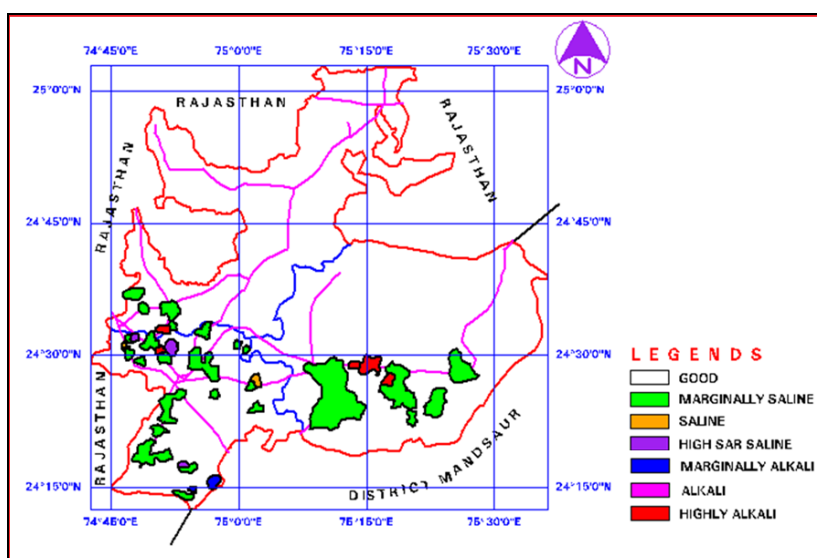 74°45'0"E 75°0'0"E 75°15'0"E 75°30'0"E
N
25°0'0"N 25°0'0"N
RAJASTHAN
RAJASTHAN
RAJASTHAN
24°45'0"N 24°45'0"N
24°30'0"N 24°30'0"N
RAJASTHAN
DISTRICT MANDSAUR
24°15'0"N 24°15'0"N
74°45'0"E 75°0'0"E 75°15'0"E 75°30'0"E
LEGENDS
GOOD
MARGINALLY SALINE
SALINE
HIGH SAR SALINE
MARGINALLY ALKALI
ALKALI
HIGHLY ALKALI